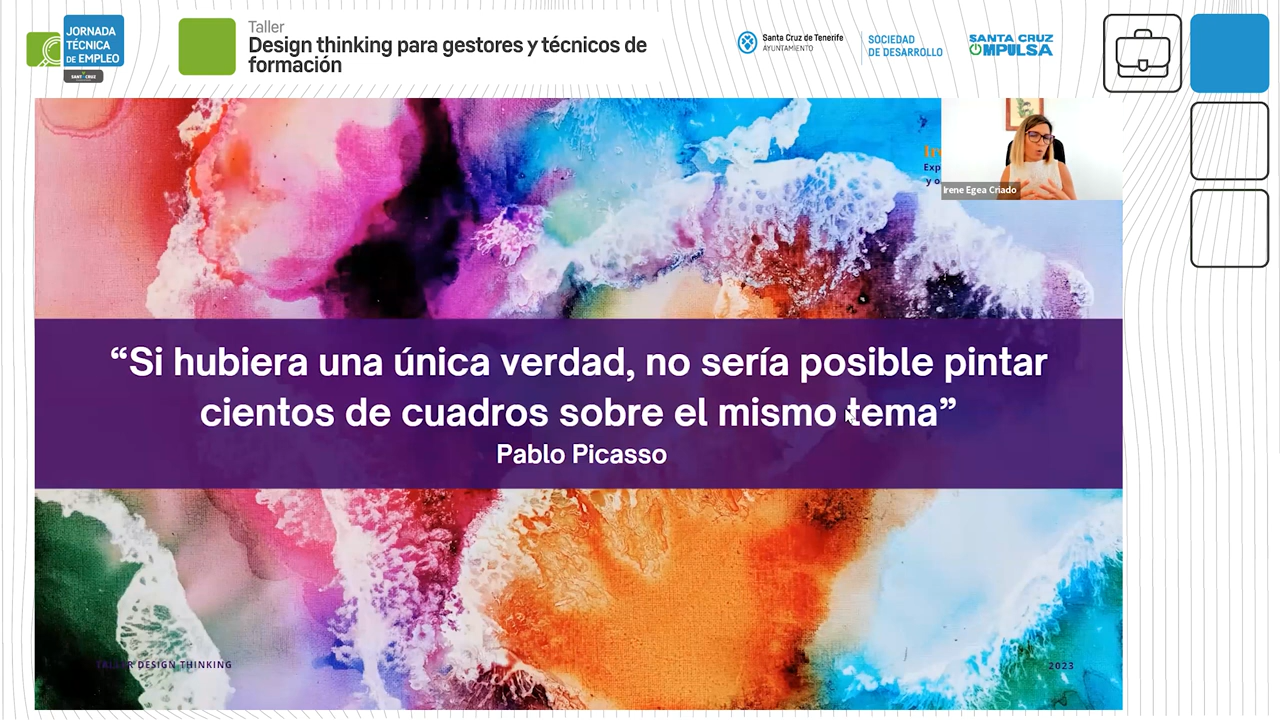 JORNADA
TÉCNICA
DE EMPLEO
Taller
Design thinking para gestores y técnicos de
formación
Santa Cruz de Tenerife
AYUNTAMIENTO
SOCIEDAD
DE DESARROLLO
SANTA CRUZ
IMPULSA
Irene Egea Criado
“Si hubiera una única verdad, no sería posible pintar
cientos de cuadros sobre el mismo tema”
Pablo Picasso
TALLER DESIGN THINKING
2023